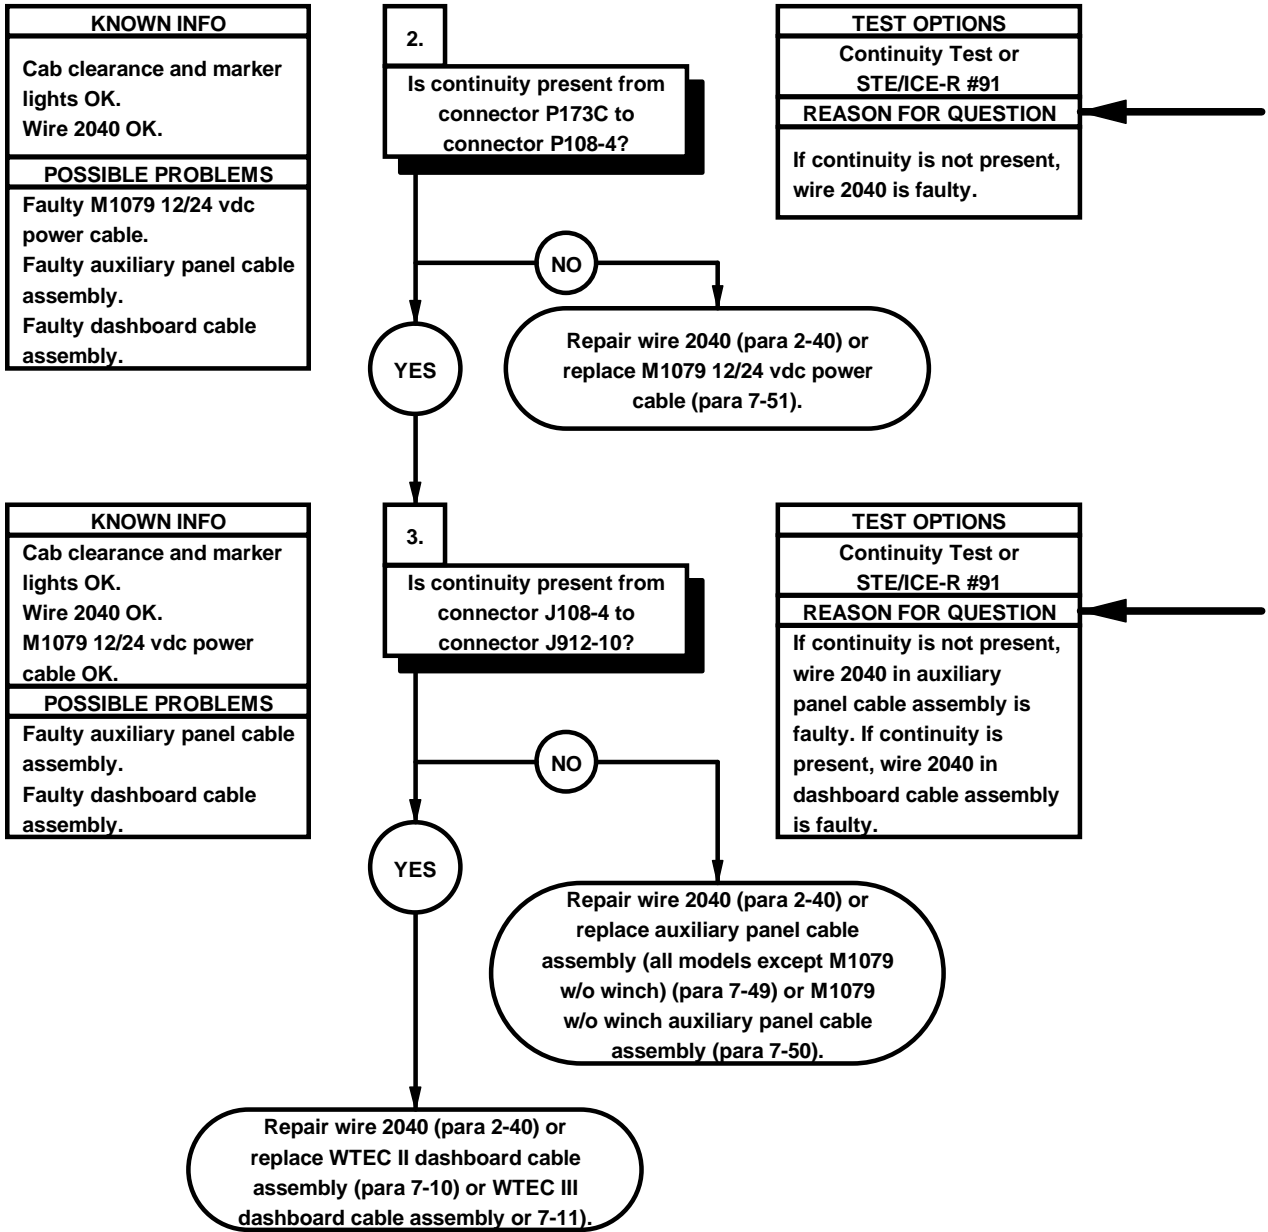 KNOWN INFO
Cab clearance and marker
lights OK.
Wire 2040 OK.
POSSIBLE PROBLEMS
Faulty M1079 12/24 vdc
power cable.
Faulty auxiliary panel cable
assembly.
Faulty dashboard cable
assembly.
2.
Is continuity present from
connector P173C to
connector P108-4?
TEST OPTIONS
Continuity Test or
STE/ICE-R #91
REASON FOR QUESTION
If continuity is not present,
wire 2040 is faulty.
NO
YES
Repair wire 2040 (para 2-40) or
replace M1079 12/24 vdc power
cable (para 7-51).
KNOWN INFO
Cab clearance and marker
lights OK.
Wire 2040 OK.
M1079 12/24 vdc power
cable OK.
POSSIBLE PROBLEMS
Faulty auxiliary panel cable
assembly.
Faulty dashboard cable
assembly.
3.
Is continuity present from
connector J108-4 to
connector J912-10?
TEST OPTIONS
Continuity Test or
STE/ICE-R #91
REASON FOR QUESTION
If continuity is not present,
wire 2040 in auxiliary
panel cable assembly is
faulty. If continuity is
present, wire 2040 in
dashboard cable assembly
is faulty.
NO
YES
Repair wire 2040 (para 2-40) or
replace auxiliary panel cable
assembly (all models except M1079
w/o winch) (para 7-49) or M1079
w/o winch auxiliary panel cable
assembly (para 7-50).
Repair wire 2040 (para 2-40) or
replace WTEC II dashboard cable
assembly (para 7-10) or WTEC III
dashboard cable assembly or 7-11).